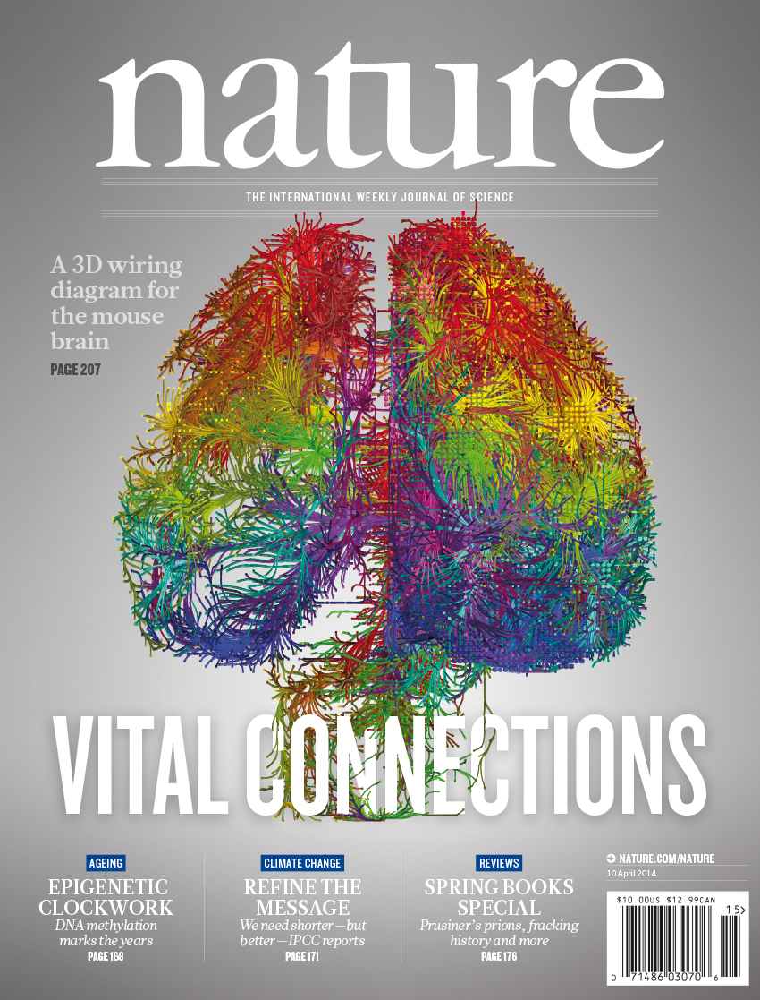 nature
THE INTERNATIONAL WEEKLY JOURNAL OF SCIENCE
A 3D wiring
diagram for
the mouse
brain
PAGE 207
VITAL CONNECTIONS
AGEING
EPIGENETIC
CLOCKWORK
DNA methylation
marks the years
PAGE 168
CLIMATE CHANGE
REFINE THE
MESSAGE
We need shorter—but
better—IPCC reports
PAGE 171
REVIEWS
SPRING BOOKS
SPECIAL
Prusiner's prions, fracking
history and more
PAGE 176
NATURE.COM/NATURE
10 April 2014
$10.00US $12.99CAN
15>
0 71486 03070 6